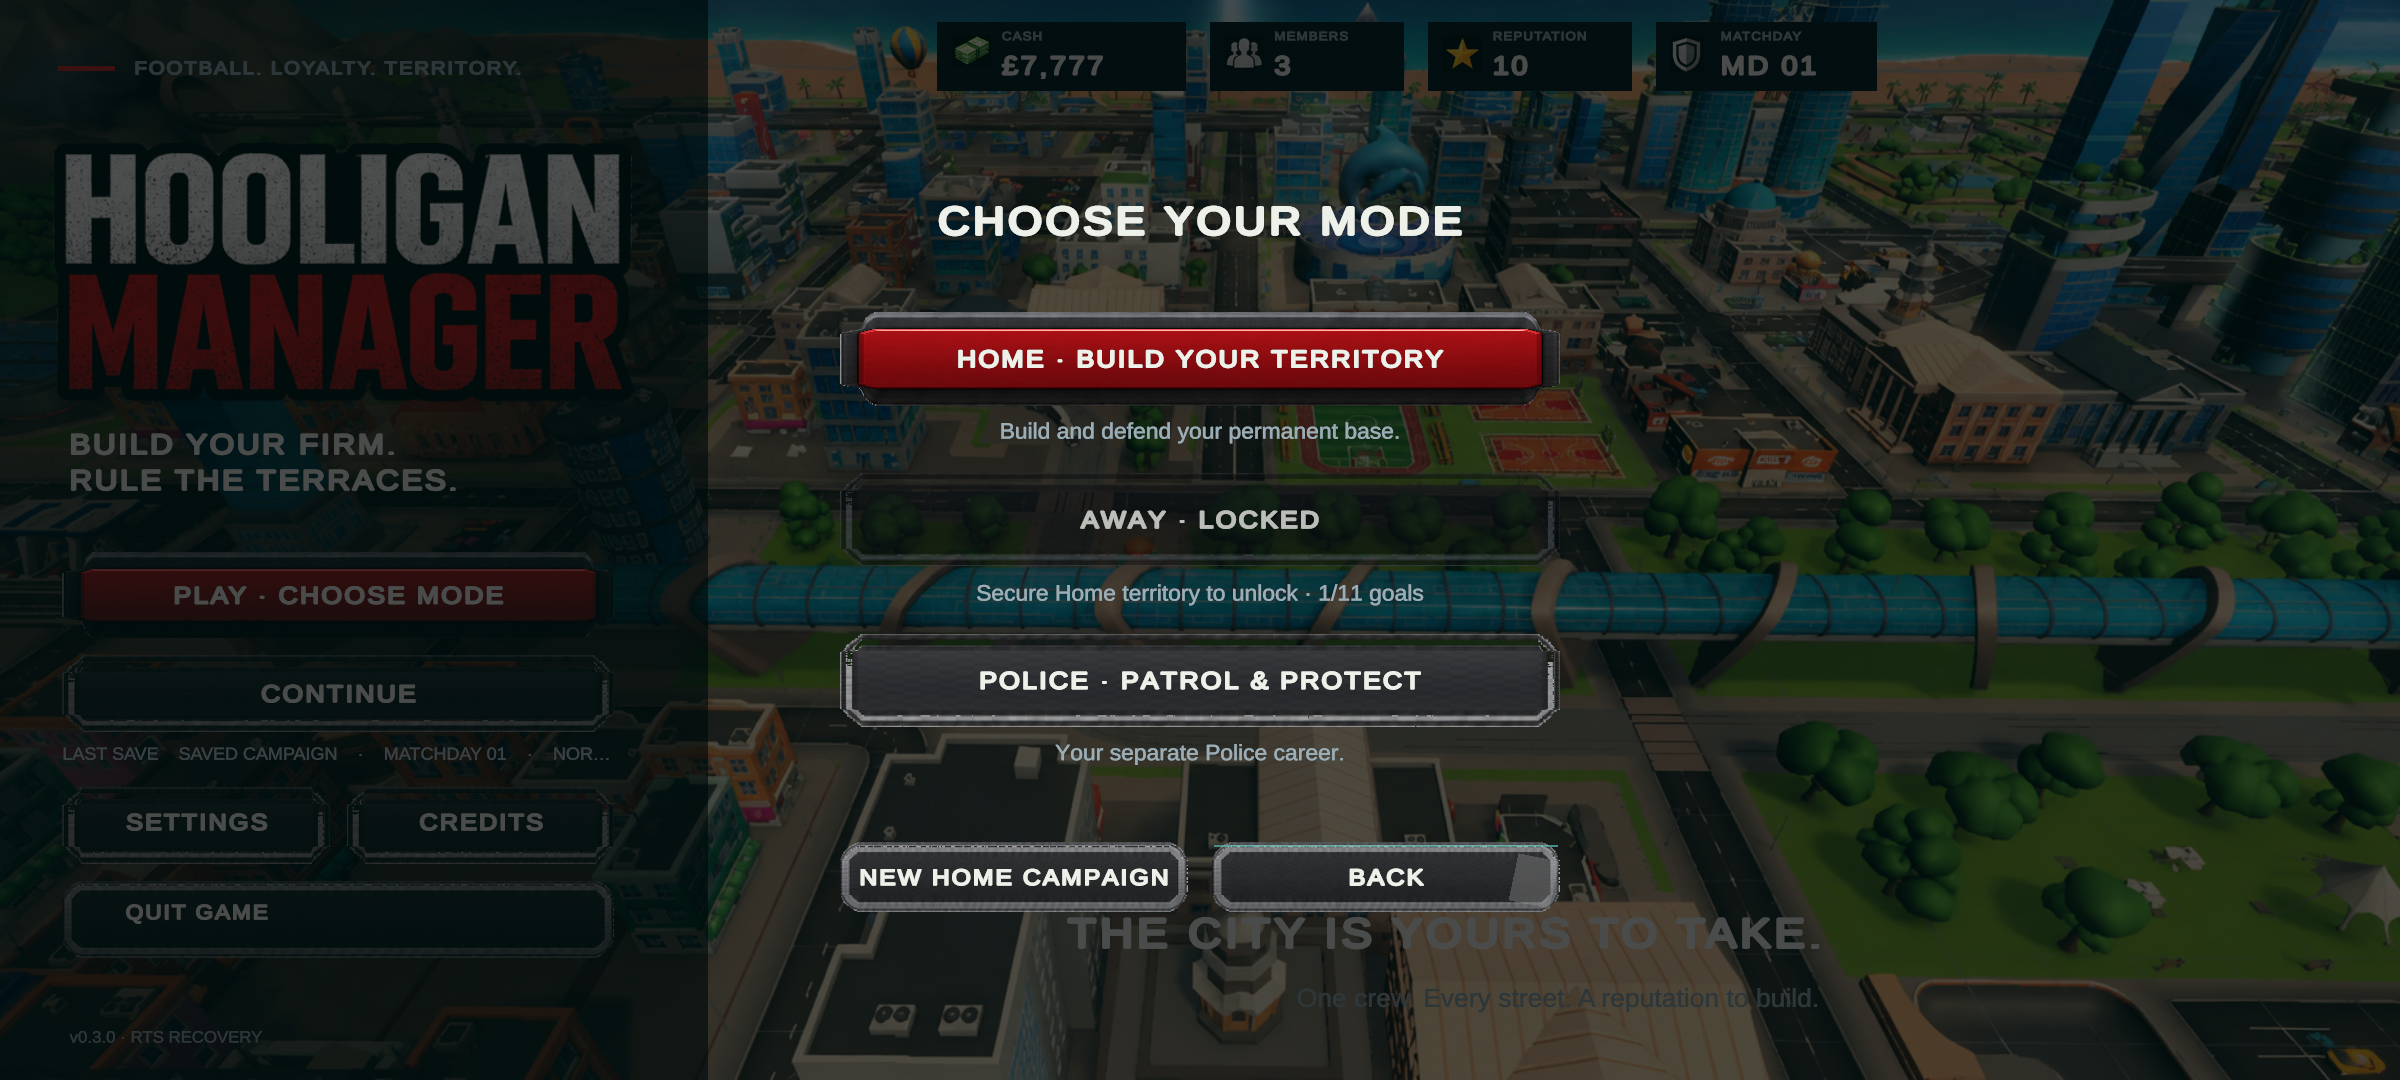 FOOTBALL. LOYALTY. TERRITORY.
CASH
£7,777
MEMBERS
3
REPUTATION
10
MATCHDAY
MD 01
HOOLIGAN
MANAGER
BUILD YOUR FIRM.
RULE THE TERRACES.
PLAY · CHOOSE MODE
CONTINUE
LAST SAVE SAVED CAMPAIGN · MATCHDAY 01 · NOR...
SETTINGS
CREDITS
QUIT GAME
v0.3.0 · RTS RECOVERY
CHOOSE YOUR MODE
HOME · BUILD YOUR TERRITORY
Build and defend your permanent base.
AWAY · LOCKED
Secure Home territory to unlock · 1/11 goals
POLICE · PATROL & PROTECT
Your separate Police career.
NEW HOME CAMPAIGN
BACK
THE CITY IS YOURS TO TAKE.
One crew. Every street. A reputation to build.